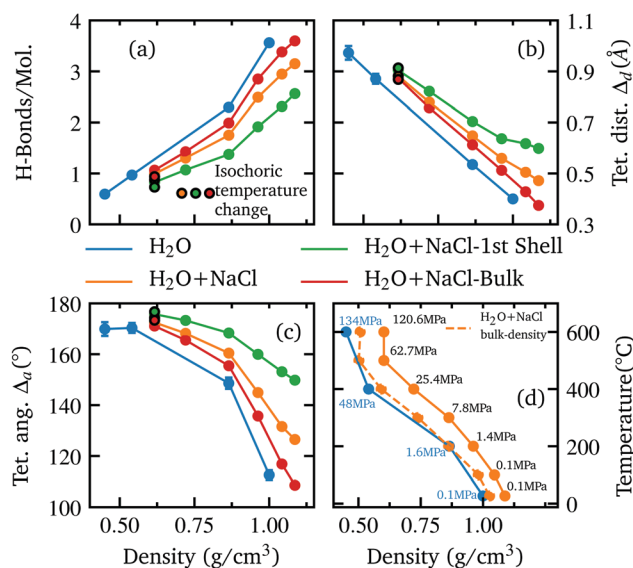 4
3
2
1
0
H-Bonds/Mol.
(a)
Isochoric
temperature
change
(b)
1.1
0.9
0.7
0.5
0.3
Tet. dist. Δd(Å)
H₂O
H₂O+NaCl-1st Shell
H₂O+NaCl
H₂O+NaCl-Bulk
180
160
140
120
100
Tet. ang. Δa(°)
(c)
0.50
0.75
1.00
Density (g/cm³)
H₂O+NaCl
bulk-density
134MPa
120.6MPa
62.7MPa
25.4MPa
48MPa
(d)
7.8MPa
1.4MPa
1.6MPa
0.1MPa
0.1MPa
0.1MPa
600
400
200
0
Temperature(°C)
0.50
0.75
1.00
Density (g/cm³)